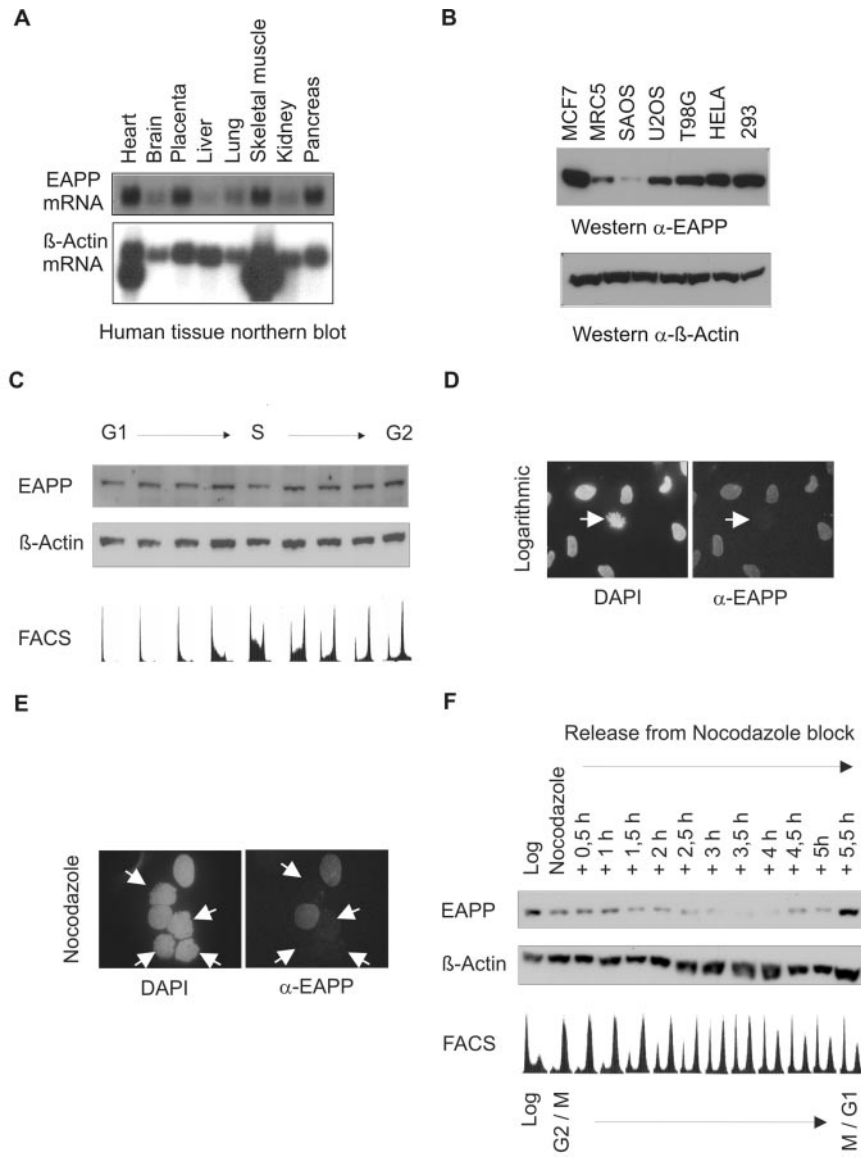 A
Heart
Brain
Placenta
Liver
Lung
Skeletal muscle
Kidney
Pancreas
EAPP
mRNA
ß-Actin
mRNA
Human tissue northern blot
B
MCF7
MRC5
SAOS
U2OS
T98G
HELA
293
Western α-EAPP
Western α-ß-Actin
C
G1 S G2
EAPP
ß-Actin
FACS
D
Logarithmic
DAPI α-EAPP
E
Nocodazole
DAPI α-EAPP
F
Release from Nocodazole block
Log
Nocodazole
+ 0,5 h
+ 1 h
+ 1,5 h
+ 2 h
+ 2,5 h
+ 3 h
+ 3,5 h
+ 4 h
+ 4,5 h
+ 5h
+ 5,5 h
EAPP
ß-Actin
FACS
Log
G2 / M
M / G1